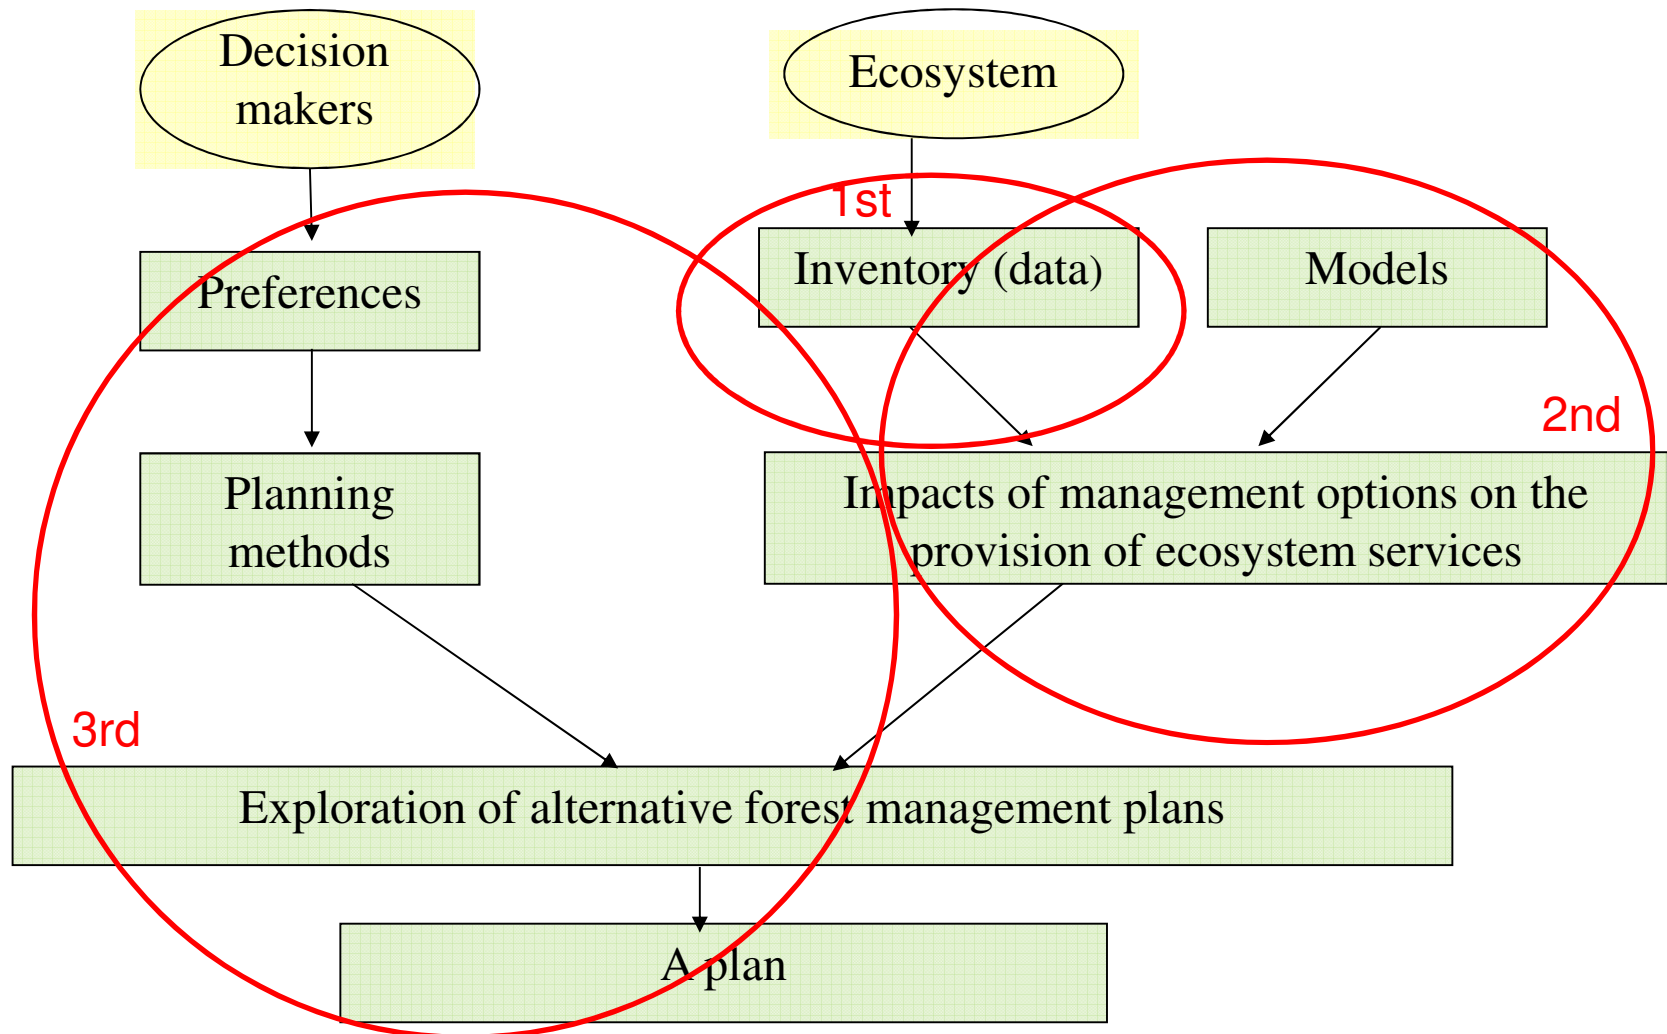 Decision
makers
Ecosystem
1st
Preferences
Inventory (data)
Models
2nd
Planning
methods
Impacts of management options on the
provision of ecosystem services
3rd
Exploration of alternative forest management plans
A plan